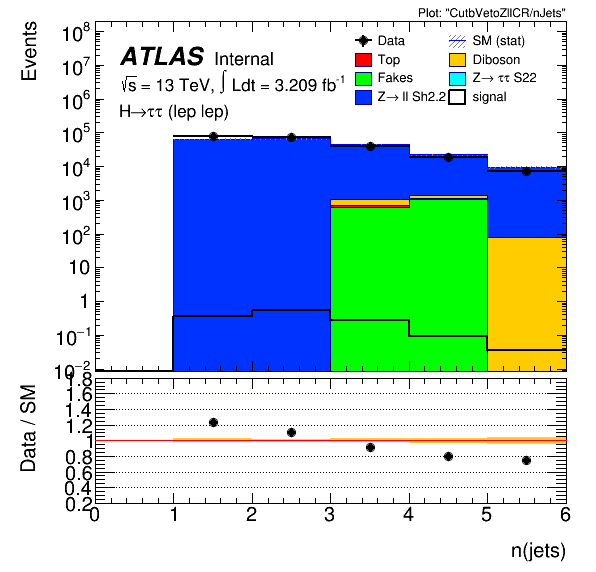 Plot: "CutbVetoZllCR/nJets"
Events
10⁸
10⁷
10⁶
10⁵
10⁴
10³
10²
10
1
10⁻¹
10⁻²
ATLAS Internal
√s = 13 TeV, ∫ Ldt = 3.209 fb⁻¹
H→ττ (lep lep)
Data
SM (stat)
Top
Diboson
Fakes
Z→ ττ S22
Z→ ll Sh2.2
signal
Data / SM
1.8
1.6
1.4
1.2
1
0.8
0.6
0.4
0.2
0 1 2 3 4 5 6
n(jets)